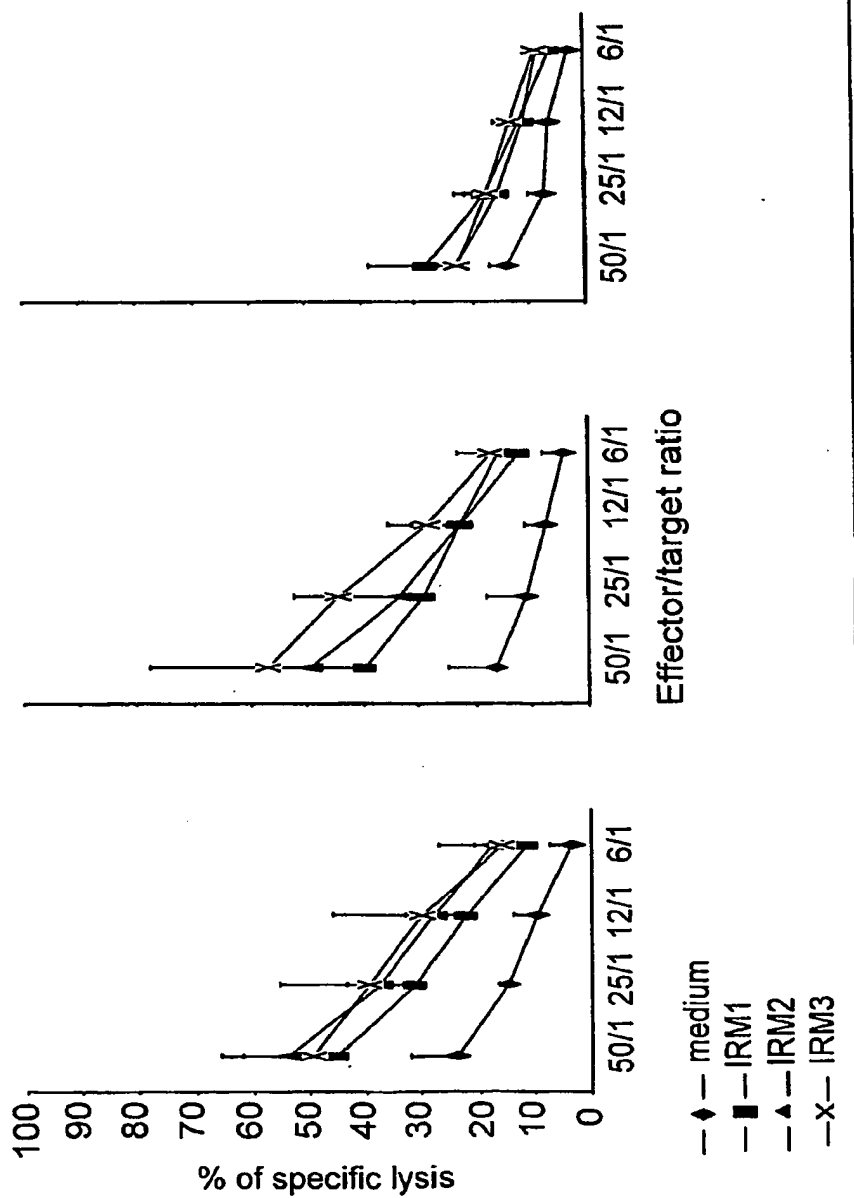 % of specific lysis
100
90
80
70
60
50
40
30
20
10
0
50/1 25/1 12/1 6/1
50/1 25/1 12/1 6/1
50/1 25/1 12/1 6/1
Effector/target ratio
medium
IRM1
IRM2
IRM3